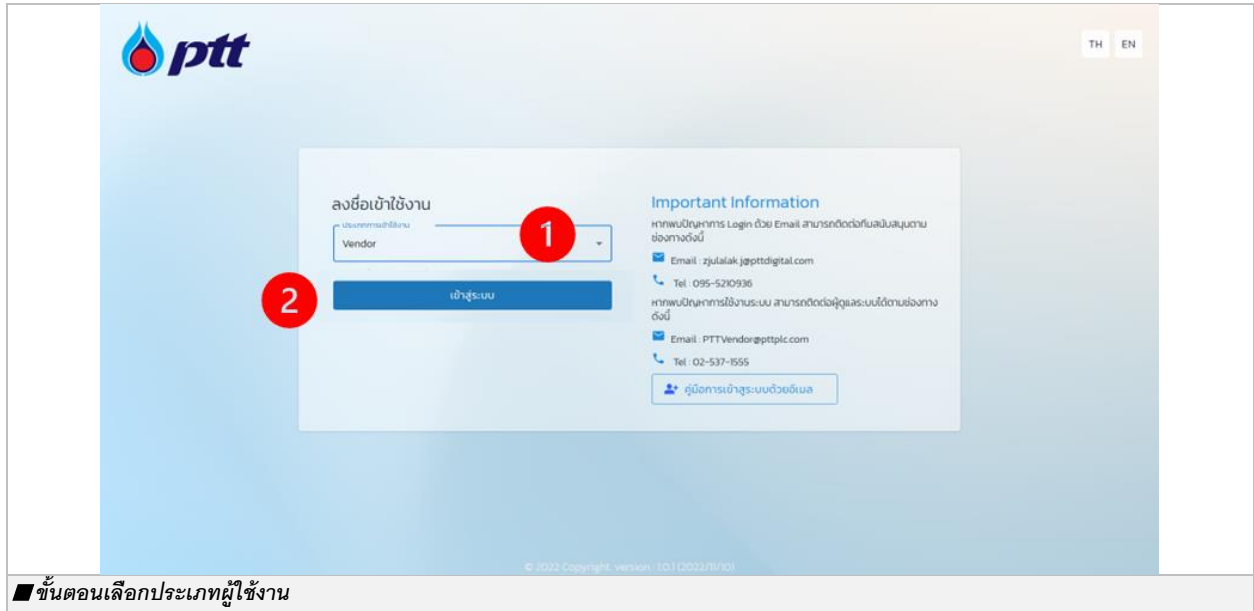 ptt
TH EN
ลงชื่อเข้าใช้งาน
ประเภทการเข้าใช้งาน
Vendor
1
2
เข้าสู่ระบบ
Important Information
หากพบปัญหาการ Login ด้วย Email สามารถติดต่อทีมสนับสนุนตาม
ช่องทางดังนี้
Email : zjulalak.j@pttdigital.com
Tel : 095-5210936
หากพบปัญหาการใช้งานระบบ สามารถติดต่อผู้ดูแลระบบได้ตามช่องทาง
ดังนี้
Email : PTTVendor@pttplc.com
Tel : 02-537-1555
คู่มือการเข้าสู่ระบบด้วยอีเมล
© 2022 Copyright. version : 1.0.1 (2022/11/10)
ขั้นตอนเลือกประเภทผู้ใช้งาน